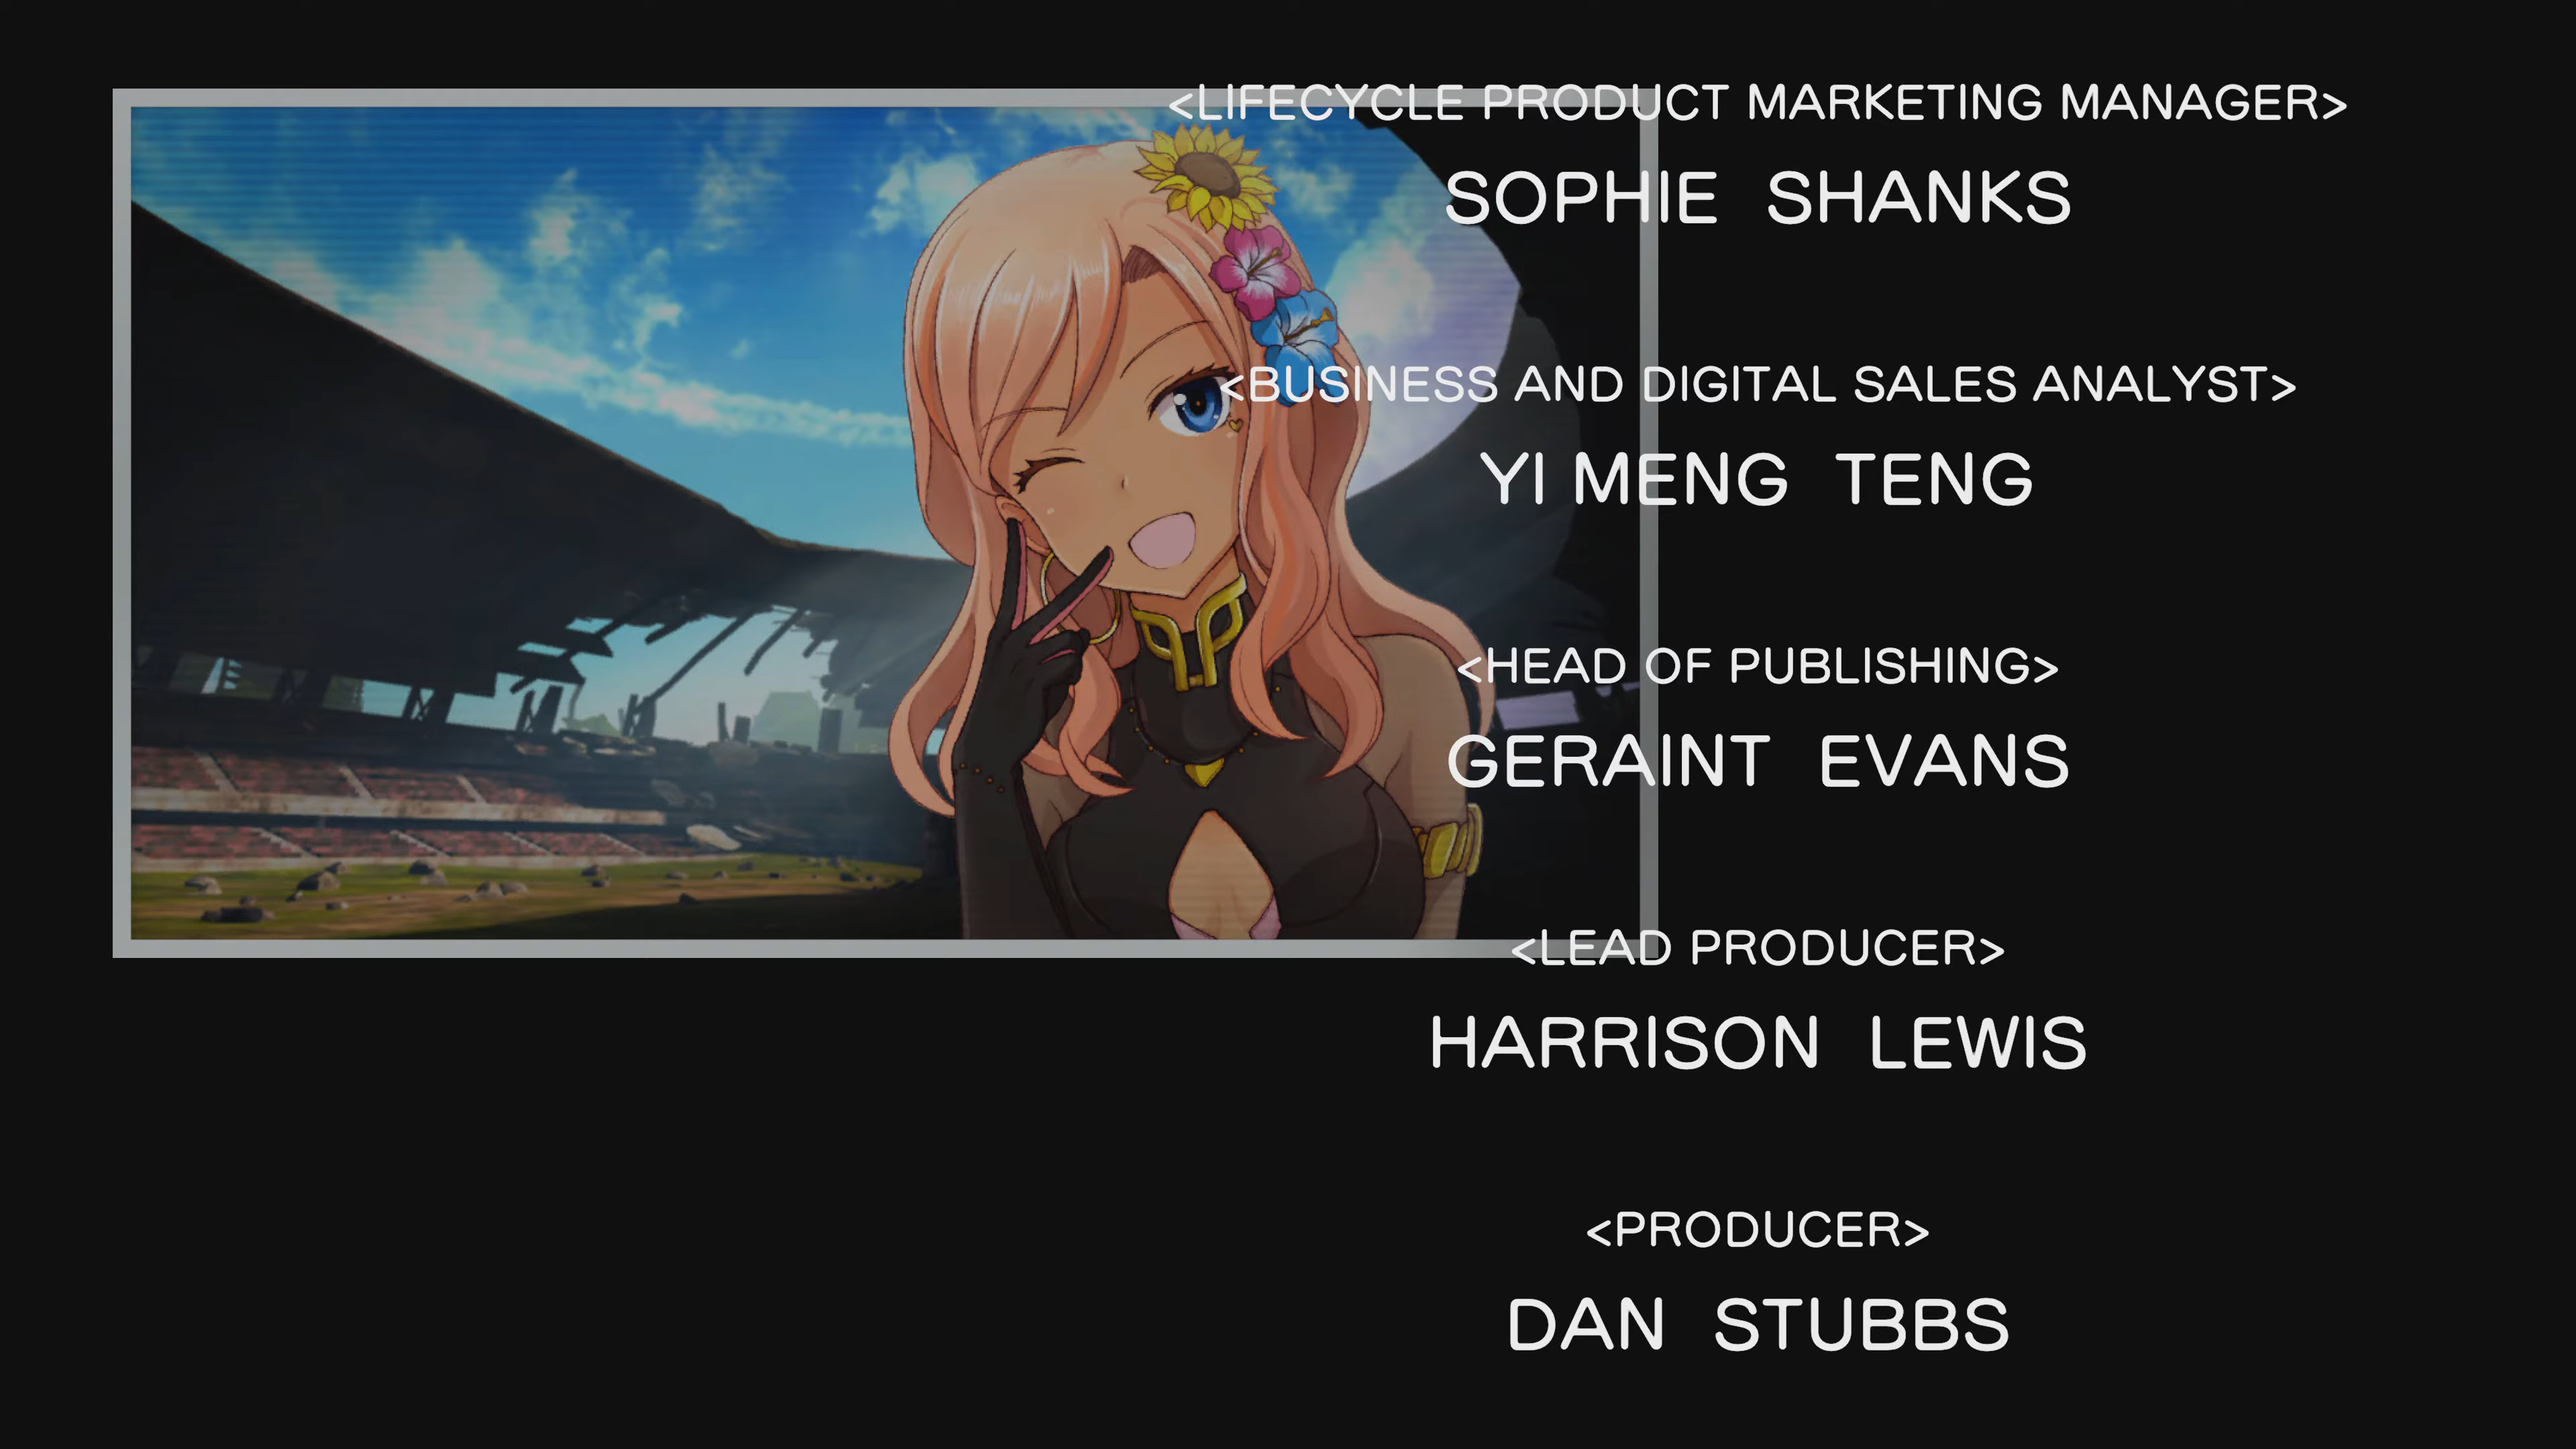 <LIFECYCLE PRODUCT MARKETING MANAGER>
SOPHIE SHANKS
<BUSINESS AND DIGITAL SALES ANALYST>
YI MENG TENG
<HEAD OF PUBLISHING>
GERAINT EVANS
<LEAD PRODUCER>
HARRISON LEWIS
<PRODUCER>
DAN STUBBS